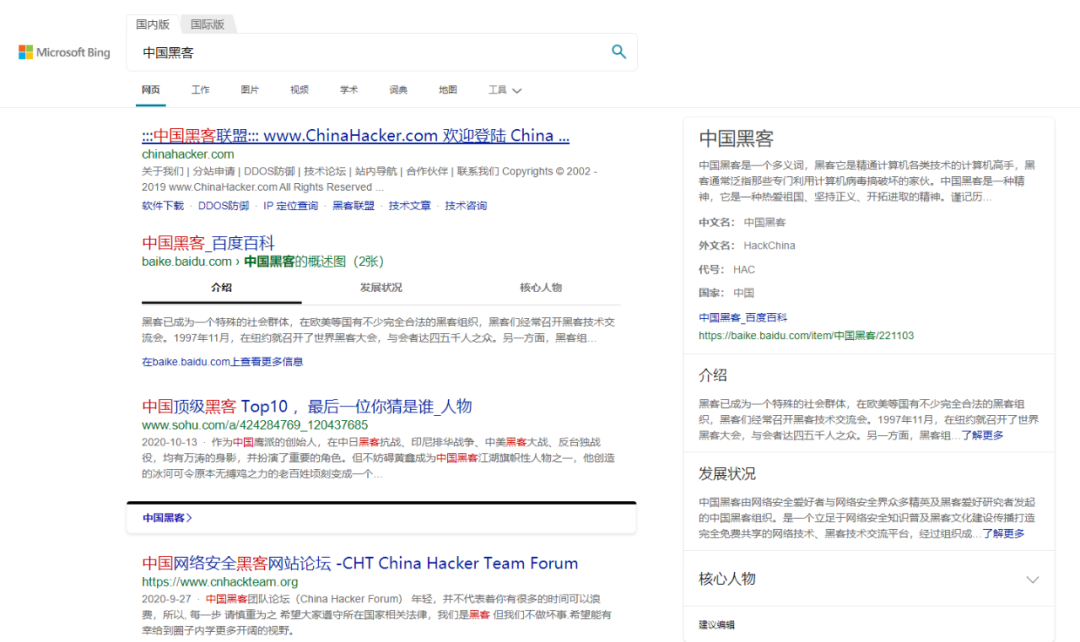 国内版 国际版
Microsoft Bing
中国黑客
网页 工作 图片 视频 学术 词典 地图 工具
:::中国黑客联盟::: www.ChinaHacker.com 欢迎登陆 China ...
chinahacker.com
关于我们 | 分站申请 | DDOS防御 | 技术论坛 | 站内导航 | 合作伙伴 | 联系我们 Copyrights © 2002 -
2019 www.ChinaHacker.com All Rights Reserved ...
软件下载 · DDOS防御 · IP 定位查询 · 黑客联盟 · 技术文章 · 技术咨询
中国黑客_百度百科
baike.baidu.com › 中国黑客的概述图（2张）
介绍 发展状况 核心人物
黑客已成为一个特殊的社会群体，在欧美等国有不少完全合法的黑客组织，黑客们经常召开黑客技术交
流会。1997年11月，在纽约就召开了世界黑客大会，与会者达四五千人之众。另一方面，黑客组…
在baike.baidu.com上查看更多信息
中国顶级黑客 Top10 ，最后一位你猜是谁_人物
www.sohu.com/a/424284769_120437685
2020-10-13 · 作为中国鹰派的创始人，在中日黑客抗战、印尼排华战争、中美黑客大战、反台独战
役，均有万涛的身影，并扮演了重要的角色。但不妨碍黄鑫成为中国黑客江湖旗帜性人物之一，他创造
的冰河可令原本无缚鸡之力的老百姓顷刻变成一个…
中国黑客>
中国网络安全黑客网站论坛 -CHT China Hacker Team Forum
https://www.cnhackteam.org
2020-9-27 · 中国黑客团队论坛（China Hacker Forum） 年轻，并不代表着你有很多的时间可以浪
费，所以, 每一步 请慎重为之 希望大家遵守所在国家相关法律，我们是黑客 但我们不做坏事.希望能有
幸给到圈子内学更多开阔的视野。
中国黑客
中国黑客是一个多义词，黑客它是精通计算机各类技术的计算机高手，黑
客通常泛指那些专门利用计算机病毒搞破坏的家伙。中国黑客是一种精
神，它是一种热爱祖国、坚持正义、开拓进取的精神。谨记历…
中文名： 中国黑客
外文名： HackChina
代号： HAC
国家： 中国
中国黑客_百度百科
https://baike.baidu.com/item/中国黑客/221103
介绍
黑客已成为一个特殊的社会群体，在欧美等国有不少完全合法的黑客组
织，黑客们经常召开黑客技术交流会。1997年11月，在纽约就召开了世界
黑客大会，与会者达四五千人之众。另一方面，黑客组…了解更多
发展状况
中国黑客由网络安全爱好者与网络安全界众多精英及黑客爱好研究者发起
的中国黑客组织。是一个立足于网络安全知识普及黑客文化建设传播打造
完全免费共享的网络技术、黑客技术交流平台，经过组织成…了解更多
核心人物
建议编辑